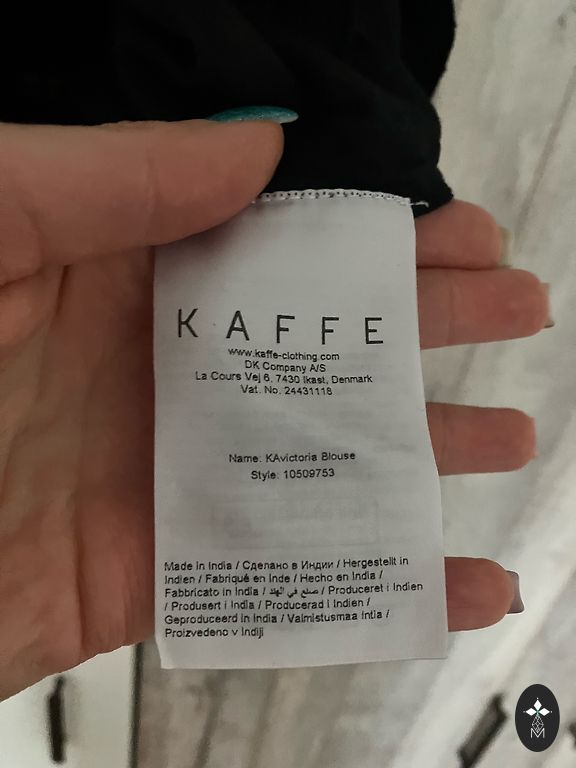 KAFFE
www.kaffe-clothing.com
DK Company A/S
La Cours Vej 6, 7430 Ikast, Denmark
Vat. No. 24431118
Name: KAvictoria Blouse
Style: 10509753
Made in India / Сделано в Индии / Hergestellt in
Indien / Fabriqué en Inde / Hecho en India /
Fabbricato in India / صنع في الهند / Produceret i Indien
/ Produsert i India / Producerad i Indien /
Geproduceerd in India / Valmistusmaa Intia /
Proizvedeno v Indiji
M